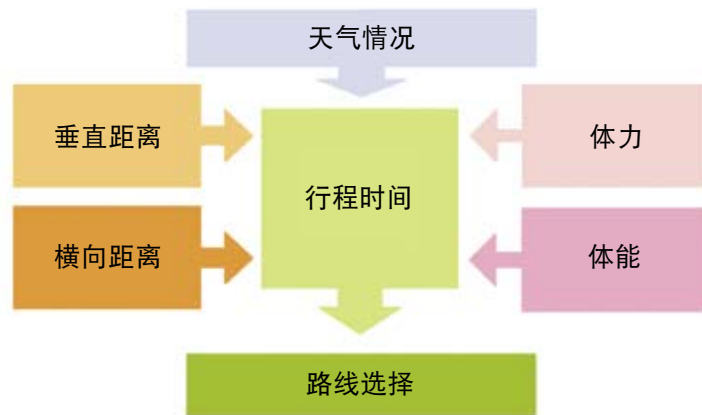 天气情况
垂直距离
体力
行程时间
横向距离
体能
路线选择